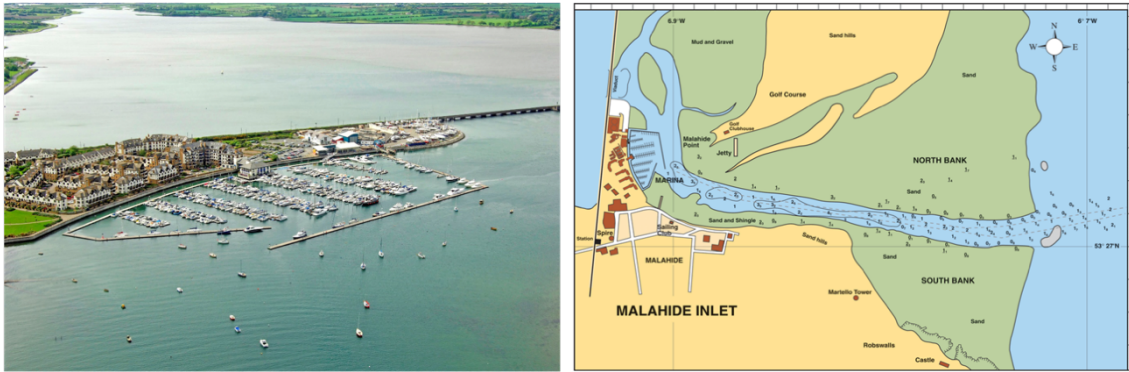 6.9°W
6° 7'W
N
W E
S
Mud and Gravel
Sand hills
Sand
Golf Course
Golf
Clubhouse
Malahide
Point
Jetty
NORTH BANK
MARINA
Sand
Sand and Shingle
Sailing
Club
Spire
Station
Sand hills
53° 27'N
MALAHIDE
Sand
SOUTH BANK
Martello Tower
MALAHIDE INLET
Sand
Robewalls
Castle